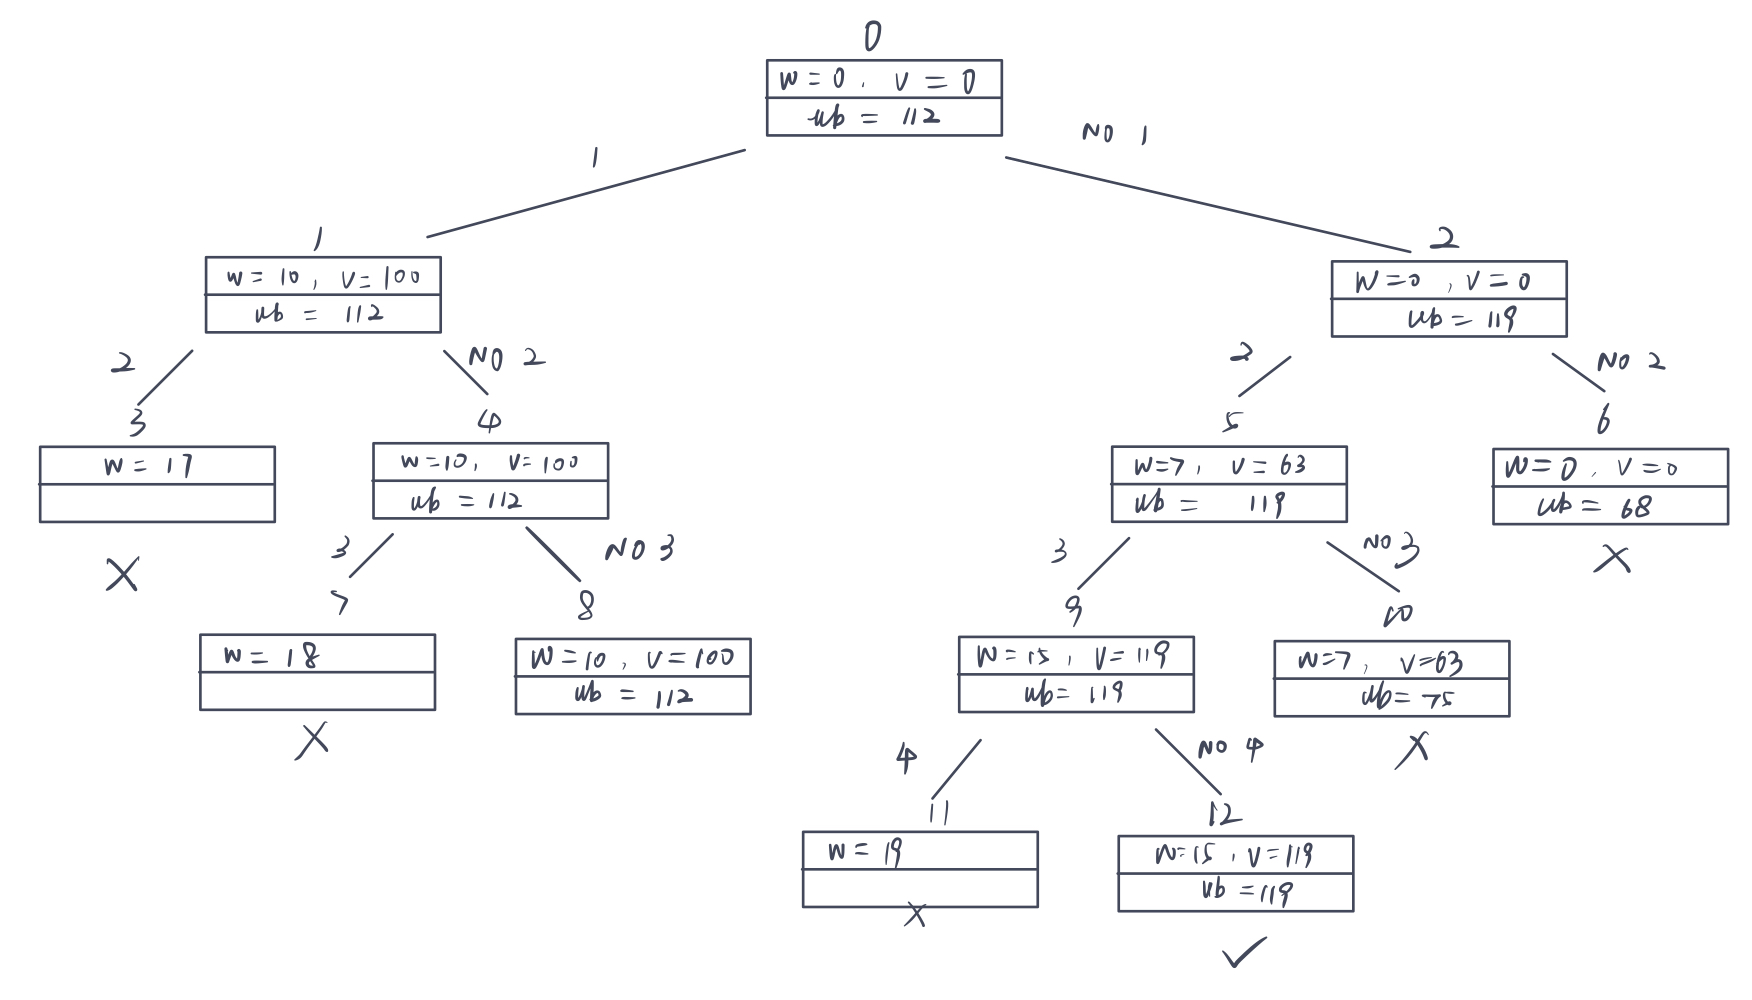 0
w = 0 , v = 0
ub = 112
1
NO 1
1
w = 10 , v = 100
ub = 112
2
w = 0 , v = 0
ub = 119
2
NO 2
2
NO 2
3
w = 17
X
4
w = 10, v = 100
ub = 112
5
w = 7, v = 63
ub = 119
6
w = 0 , v = 0
ub = 68
X
3
NO 3
3
NO 3
7
w = 18
X
8
w = 10 , v = 100
ub = 112
9
w = 15 , v = 119
ub = 119
10
w = 7, v = 63
ub = 75
X
4
NO 4
11
w = 19
X
12
w = 15 , v = 119
ub = 119
✓